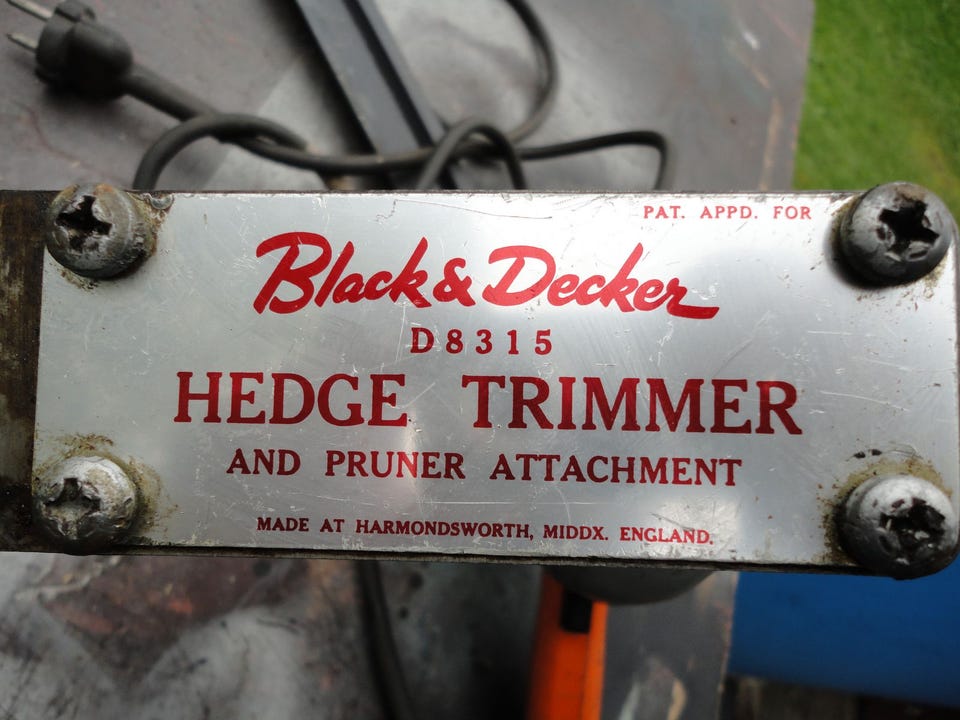 PAT. APPD. FOR
Black & Decker
D8315
HEDGE TRIMMER
AND PRUNER ATTACHMENT
MADE AT HARMONDSWORTH, MIDDX. ENGLAND.